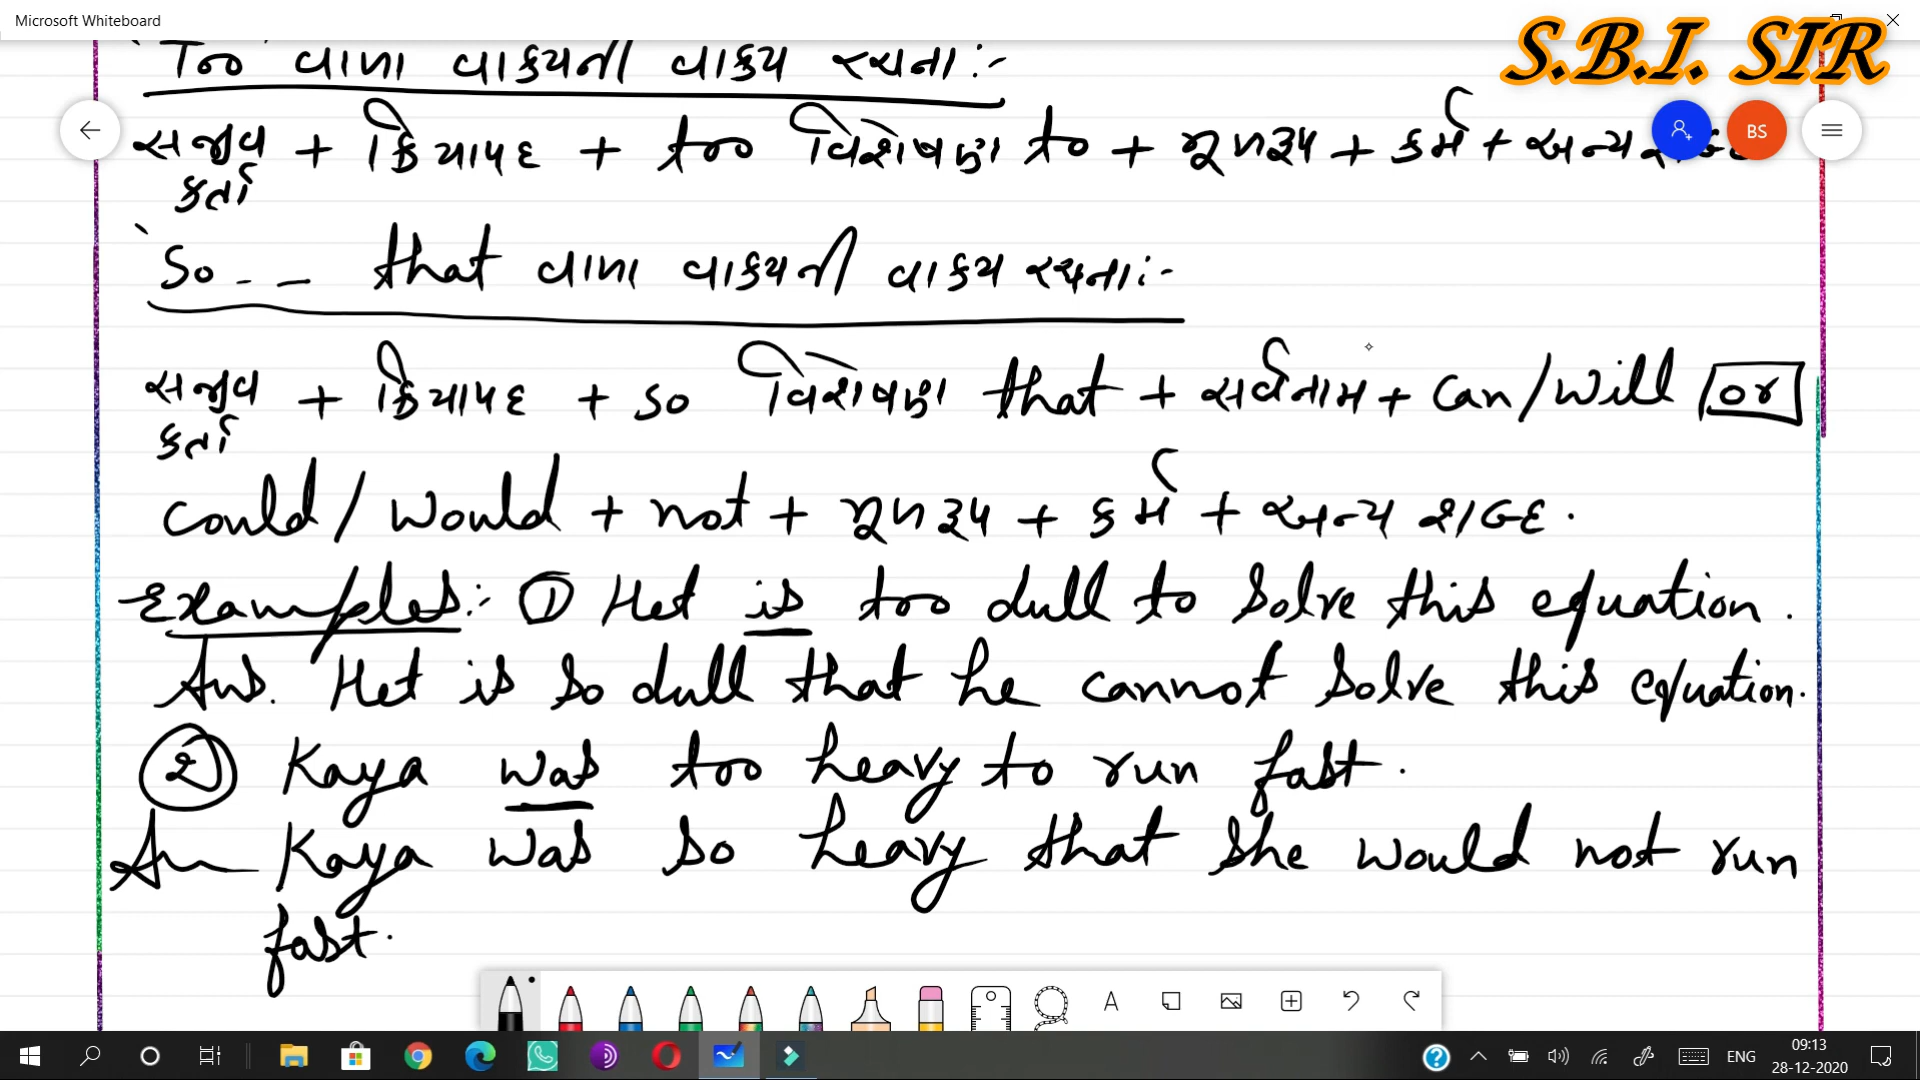 Microsoft Whiteboard
S.B.I. SIR
'Too' વાળા વાક્યની વાક્ય રચના :-
સજીવ કર્તા + ક્રિયાપદ + too વિશેષણ to + મૂળરૂપ + કર્મ + અન્ય
BS
'So -- that વાળા વાક્યની વાક્ય રચના :-
સજીવ કર્તા + ક્રિયાપદ + so વિશેષણ that + સર્વનામ + can/will / or
could/would + not + મૂળરૂપ + કર્મ + અન્ય શબ્દ.
Examples:- ① Het is too dull to solve this equation.
Ans. Het is so dull that he cannot solve this equation.
② Kaya was too heavy to run fast.
An Kaya was so heavy that she would not run
fast.
ENG
09:13
28-12-2020